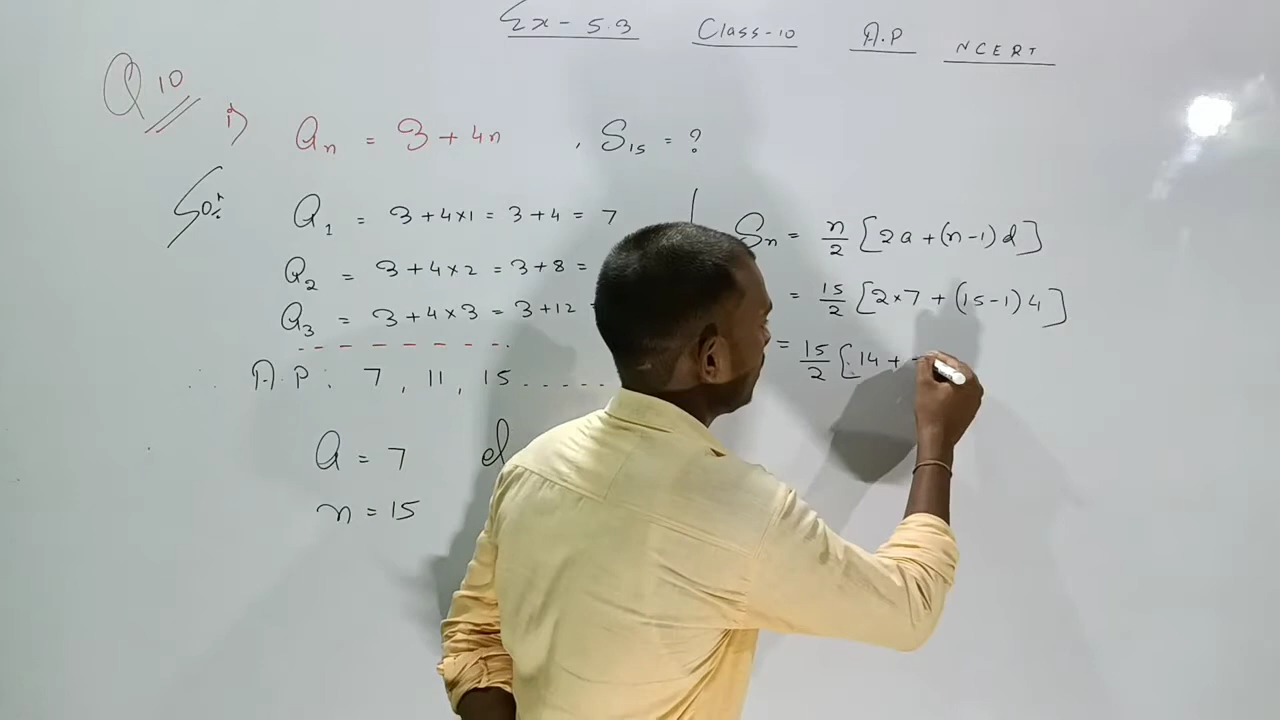 Ex - 5.3 Class-10 A.P NCERT
Q 10
i) an = 3 + 4n , S15 = ?
Sol:
a1 = 3 + 4×1 = 3 + 4 = 7
a2 = 3 + 4×2 = 3 + 8 =
a3 = 3 + 4×3 = 3 + 12
- - - - - - - -
∴ A.P: 7, 11, 15 ......
a = 7 d
n = 15
Sn = n/2 [2a + (n-1)d]
= 15/2 [2×7 + (15-1)4]
= 15/2 [14 +